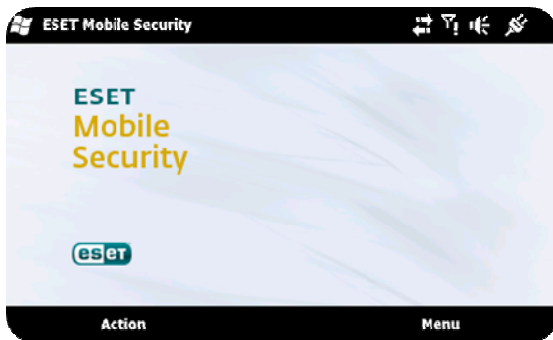 ESET Mobile Security
ESET
Mobile
Security
eseT
Action Menu